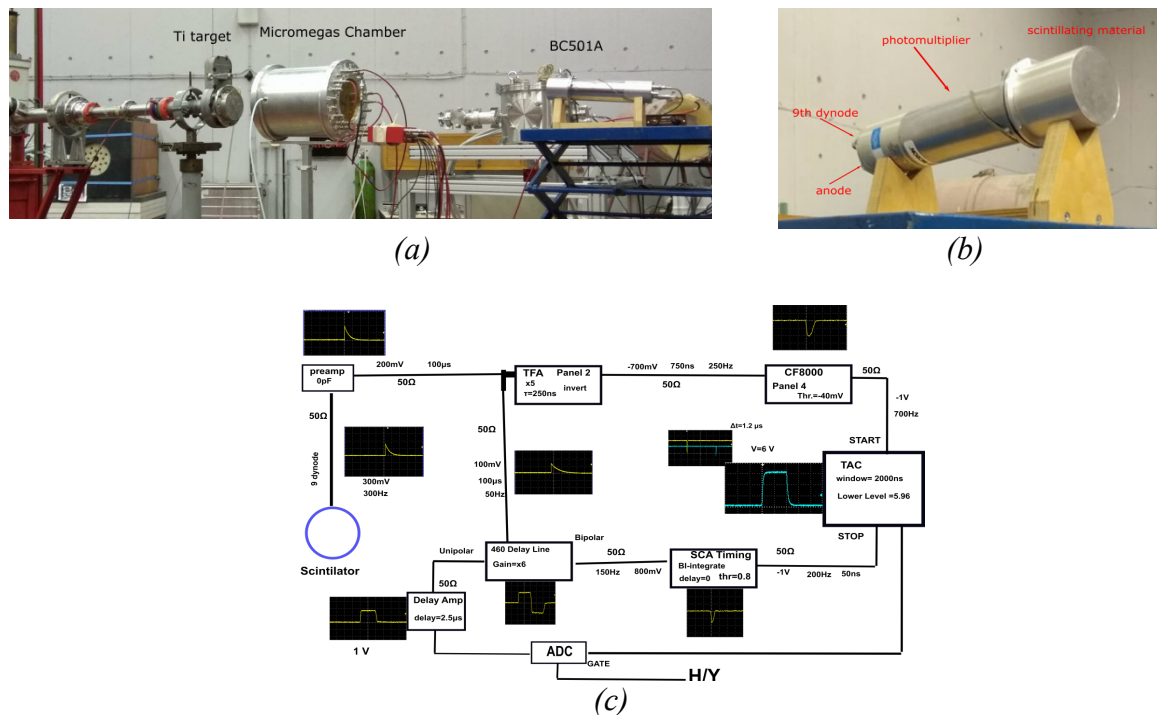 Ti target
Micromegas Chamber
BC501A
photomultiplier
scintillating material
9th dynode
anode
(a)
(b)
preamp
0pF
200mV
100μs
50Ω
TFA
Panel 2
x5
invert
τ=250ns
-700mV
750ns
250Hz
50Ω
CF8000
Panel 4
Thr.=-40mV
50Ω
-1V
700Hz
START
50Ω
9 dynode
300mV
300Hz
Scintilator
50Ω
100mV
100μs
50Hz
Δt=1.2 μs
V=6 V
TAC
window= 2000ns
Lower Level =5.96
STOP
Unipolar
460 Delay Line
Gain=x6
Bipolar
50Ω
150Hz
800mV
SCA Timing
BI-integrate
delay=0
thr=0.8
50Ω
-1V
200Hz
50ns
50Ω
Delay Amp
delay=2.5μs
1 V
ADC
GATE
H/Y
(c)